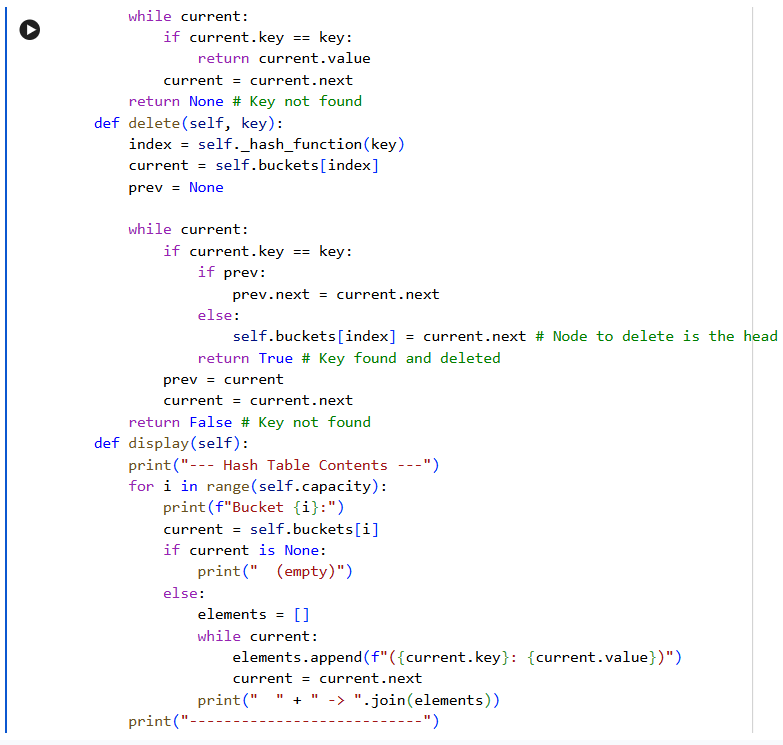 while current:
                if current.key == key:
                    return current.value
                current = current.next
            return None # Key not found
        def delete(self, key):
            index = self._hash_function(key)
            current = self.buckets[index]
            prev = None

            while current:
                if current.key == key:
                    if prev:
                        prev.next = current.next
                    else:
                        self.buckets[index] = current.next # Node to delete is the head
                    return True # Key found and deleted
                prev = current
                current = current.next
            return False # Key not found
        def display(self):
            print("--- Hash Table Contents ---")
            for i in range(self.capacity):
                print(f"Bucket {i}:")
                current = self.buckets[i]
                if current is None:
                    print("  (empty)")
                else:
                    elements = []
                    while current:
                        elements.append(f"({current.key}: {current.value})")
                        current = current.next
                    print("  " + " -> ".join(elements))
            print("---------------------------")